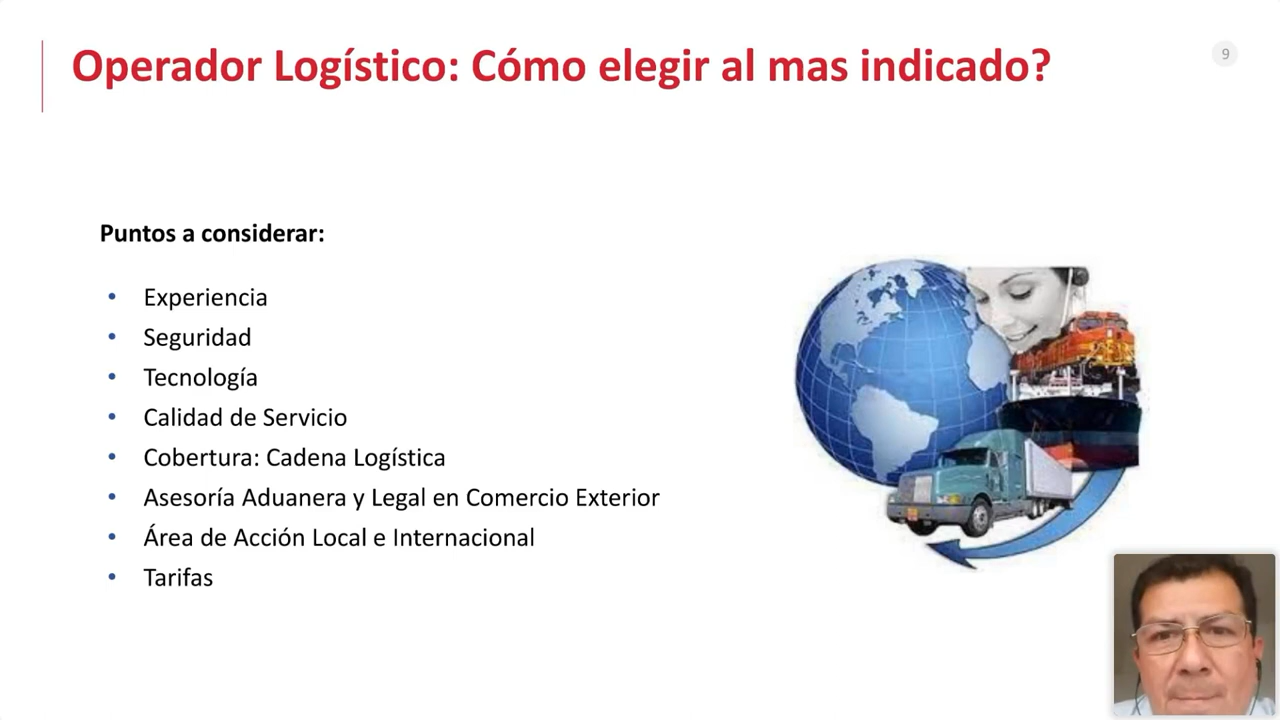 Operador Logístico: Cómo elegir al mas indicado?
9
Puntos a considerar:
• Experiencia
• Seguridad
• Tecnología
• Calidad de Servicio
• Cobertura: Cadena Logística
• Asesoría Aduanera y Legal en Comercio Exterior
• Área de Acción Local e Internacional
• Tarifas